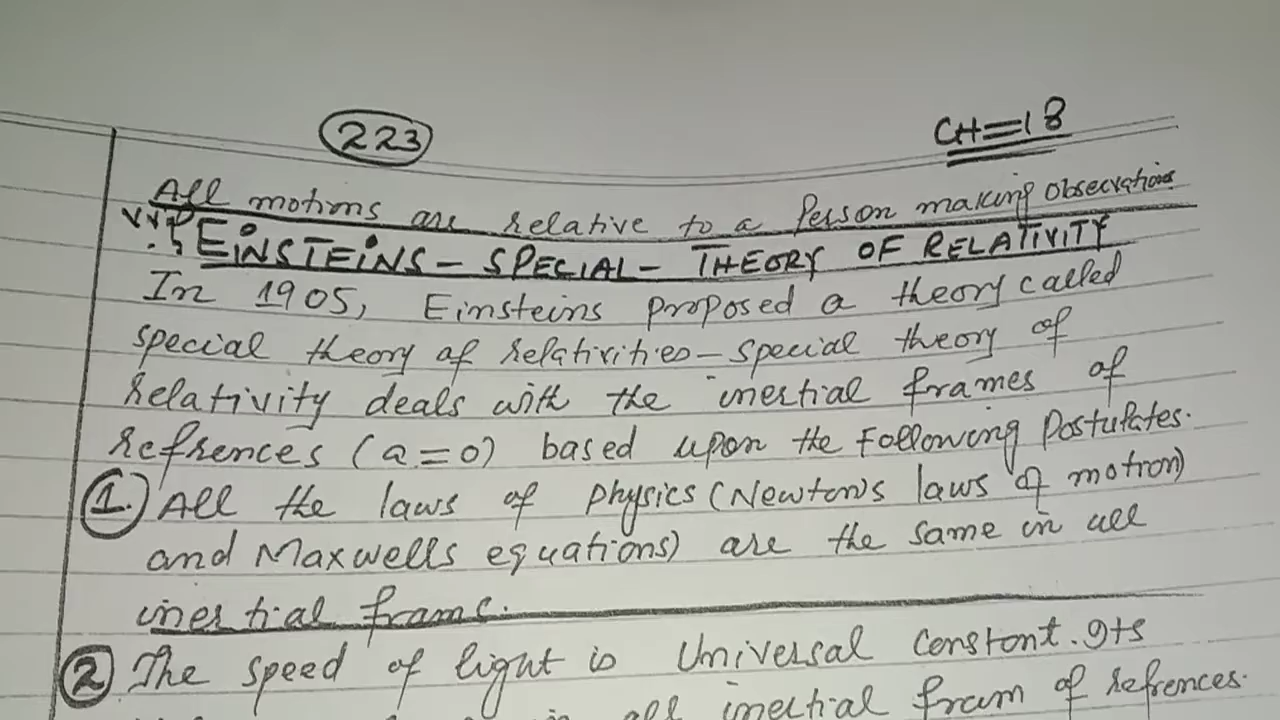 223
CH=18
All motions are relative to a Person making observations
EINSTEINS - SPECIAL - THEORY OF RELATIVITY
In 1905, Einsteins proposed a theory called
special theory of relativities - special theory of
relativity deals with the inertial frames of
refrences (a=0) based upon the Following Postulates.
1. All the laws of physics (Newton's laws of motion)
and Maxwells equations) are the same in all
inertial frame.
2 The speed of light is Universal constant. Its
in all inertial fram of refrences.